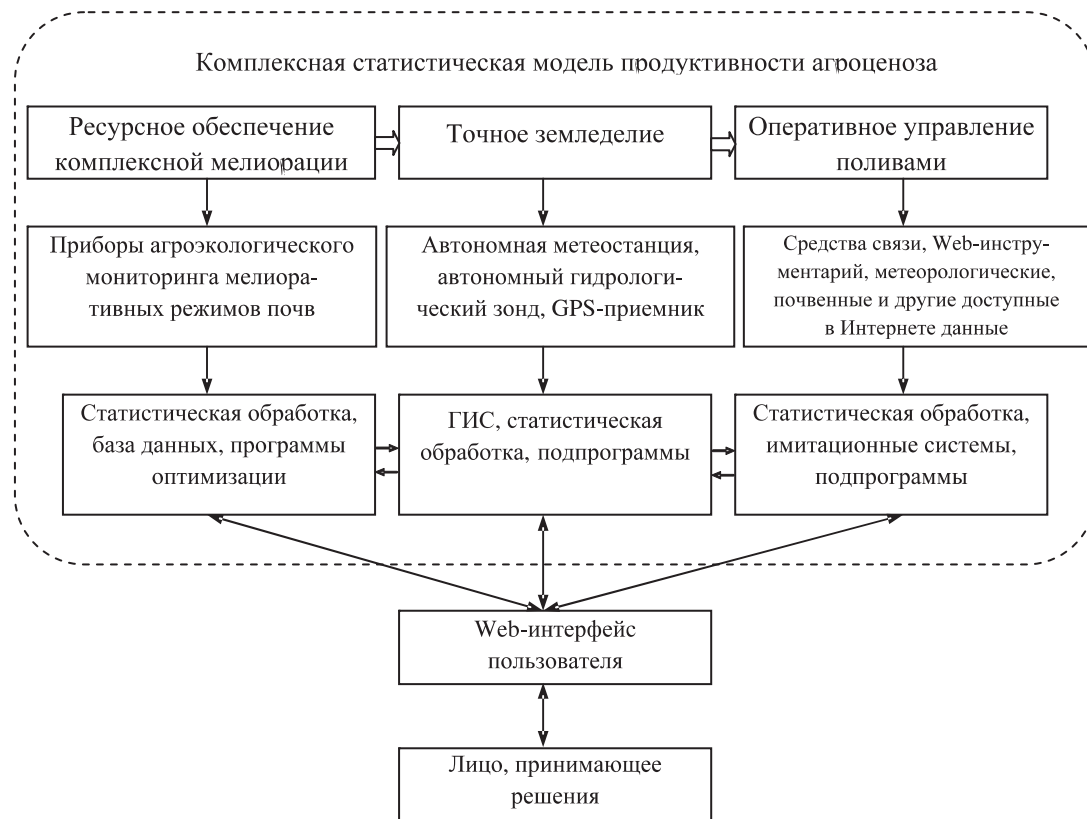 Комплексная статистическая модель продуктивности агроценоза
Ресурсное обеспечение
комплексной мелиорации
Точное земледелие
Оперативное управление
поливами
Приборы агроэкологического
мониторинга мелиора-
тивных режимов почв
Автономная метеостанция,
автономный гидрологи-
ческий зонд, GPS-приемник
Средства связи, Web-инстру-
ментарий, метеорологические,
почвенные и другие доступные
в Интернете данные
Статистическая обработка,
база данных, программы
оптимизации
ГИС, статистическая
обработка, подпрограммы
Статистическая обработка,
имитационные системы,
подпрограммы
Web-интерфейс
пользователя
Лицо, принимающее
решения